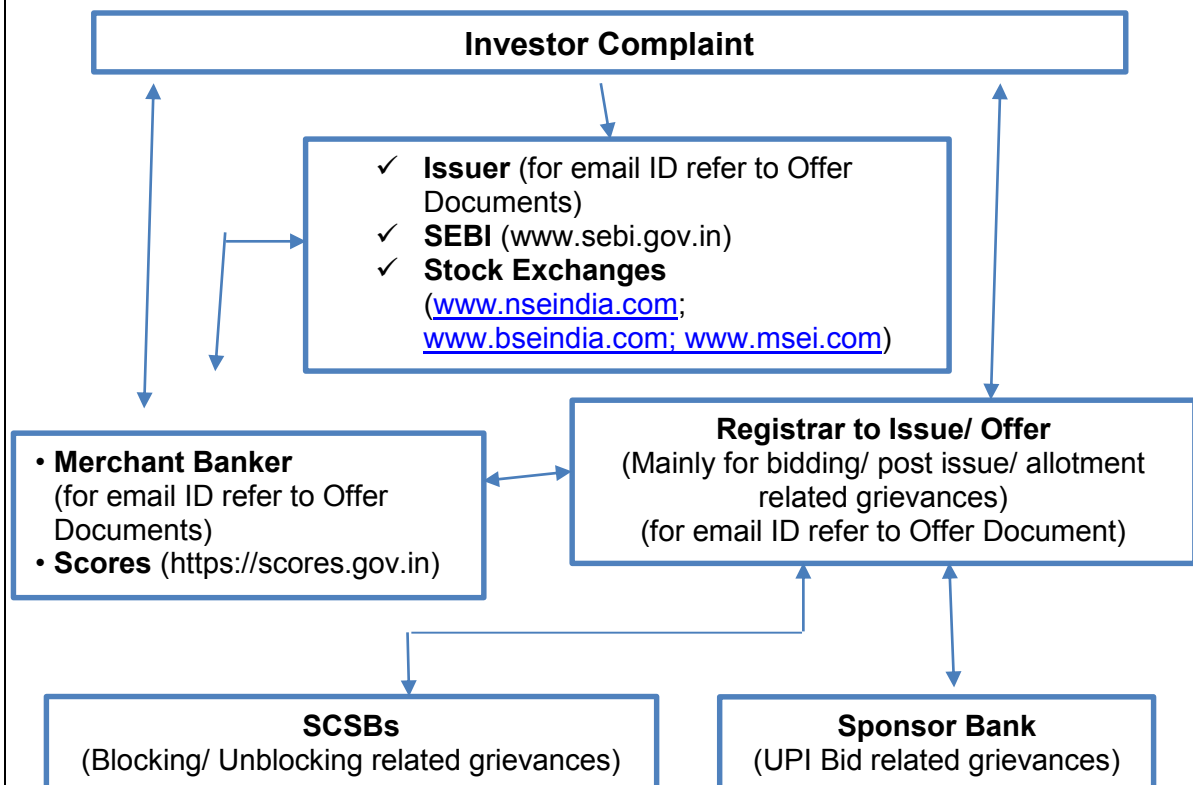 Investor Complaint
✓ Issuer (for email ID refer to Offer
Documents)
✓ SEBI (www.sebi.gov.in)
✓ Stock Exchanges
(www.nseindia.com;
www.bseindia.com; www.msei.com)
• Merchant Banker
(for email ID refer to Offer
Documents)
• Scores (https://scores.gov.in)
Registrar to Issue/ Offer
(Mainly for bidding/ post issue/ allotment
related grievances)
(for email ID refer to Offer Document)
SCSBs
(Blocking/ Unblocking related grievances)
Sponsor Bank
(UPI Bid related grievances)